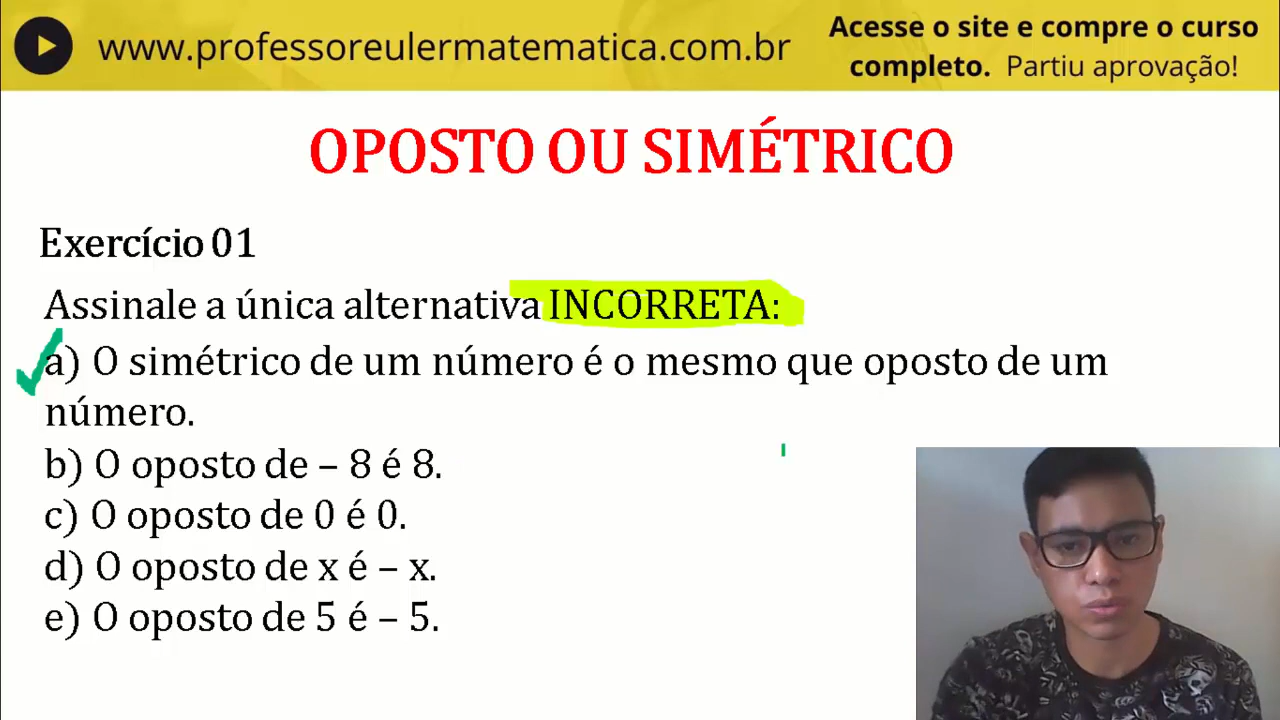 www.professoreulermatematica.com.br
Acesse o site e compre o curso
completo. Partiu aprovação!
OPOSTO OU SIMÉTRICO
Exercício 01
Assinale a única alternativa INCORRETA:
a) O simétrico de um número é o mesmo que oposto de um
número.
b) O oposto de – 8 é 8.
c) O oposto de 0 é 0.
d) O oposto de x é – x.
e) O oposto de 5 é – 5.